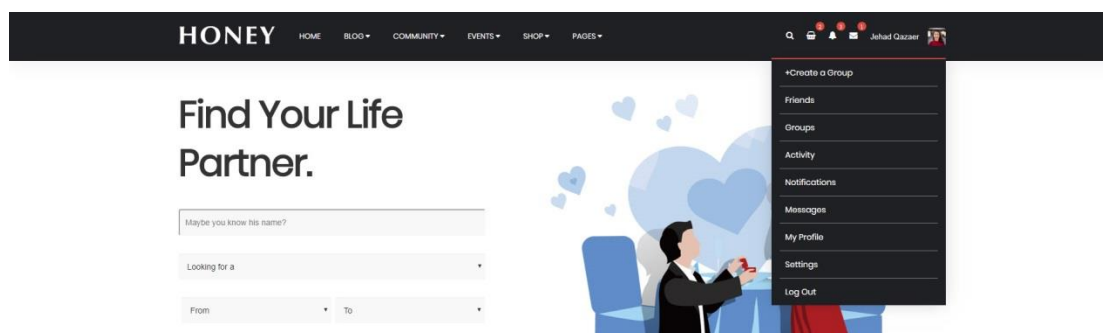 HONEY HOME BLOG COMMUNITY EVENTS SHOP PAGES Jehad Qazaer
+Create a Group
Friends
Groups
Activity
Notifications
Messages
My Profile
Settings
Log Out
Find Your Life
Partner.
Maybe you know his name?
Looking for a
From To